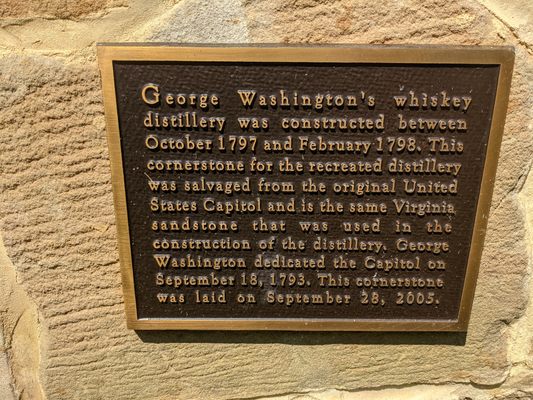 George Washington's whiskey
distillery was constructed between
October 1797 and February 1798. This
cornerstone for the recreated distillery
was salvaged from the original United
States Capitol and is the same Virginia
sandstone that was used in the
construction of the distillery. George
Washington dedicated the Capitol on
September 18, 1793. This cornerstone
was laid on September 28, 2005.